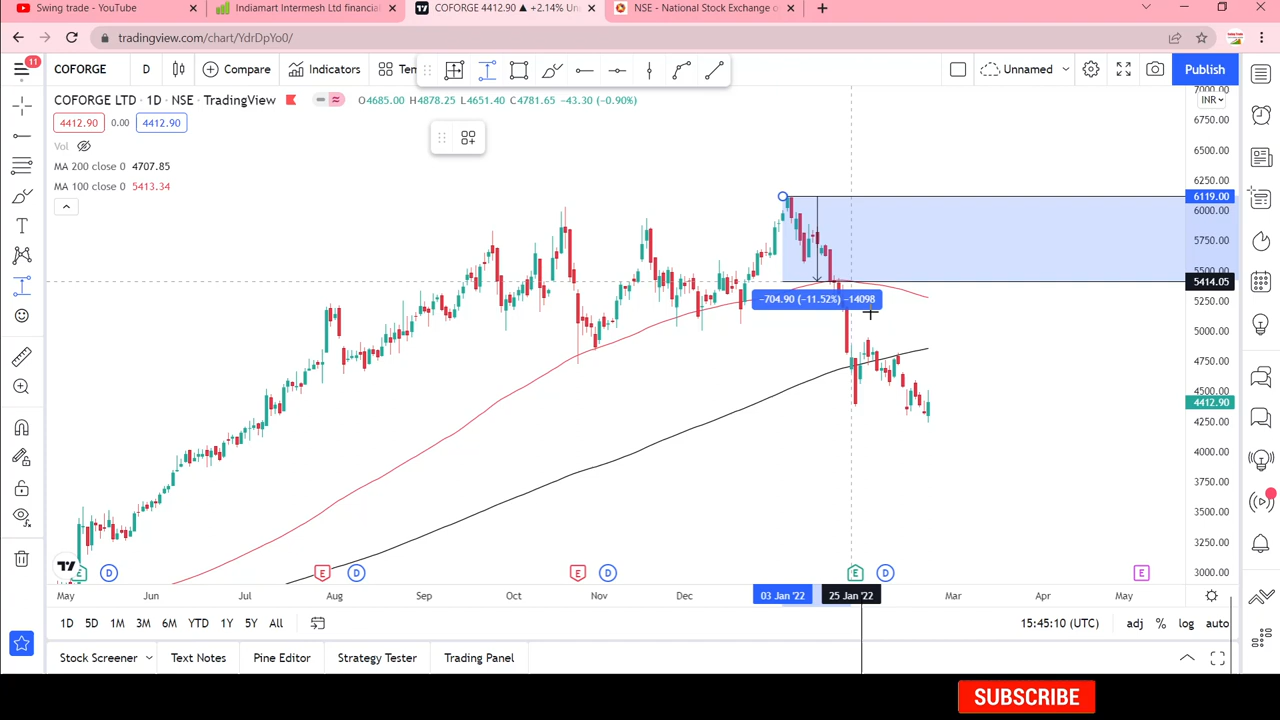 Swing trade - YouTube
Indiamart Intermesh Ltd financia
COFORGE 4412.90 ▲ +2.14% Un
NSE - National Stock Exchange o
tradingview.com/chart/YdrDpYo0/
11
COFORGE
D
Compare
Indicators
Tem
Unnamed
Publish
COFORGE LTD • 1D • NSE • TradingView
O4685.00 H4878.25 L4651.40 C4781.65 −43.30 (−0.90%)
INR
4412.90
0.00
4412.90
Vol
MA 200 close 0 4707.85
MA 100 close 0 5413.34
7000.00
6750.00
6500.00
6250.00
6119.00
6000.00
5750.00
5500.00
5414.05
5250.00
5000.00
4750.00
4500.00
4412.90
4250.00
4000.00
3750.00
3500.00
3250.00
3000.00
−704.90 (−11.52%) −14098
E
D
E
D
E
D
E
D
E
May
Jun
Jul
Aug
Sep
Oct
Nov
Dec
03 Jan '22
25 Jan '22
Mar
Apr
May
1D
5D
1M
3M
6M
YTD
1Y
5Y
All
15:45:10 (UTC)
adj
%
log
auto
Stock Screener
Text Notes
Pine Editor
Strategy Tester
Trading Panel
SUBSCRIBE